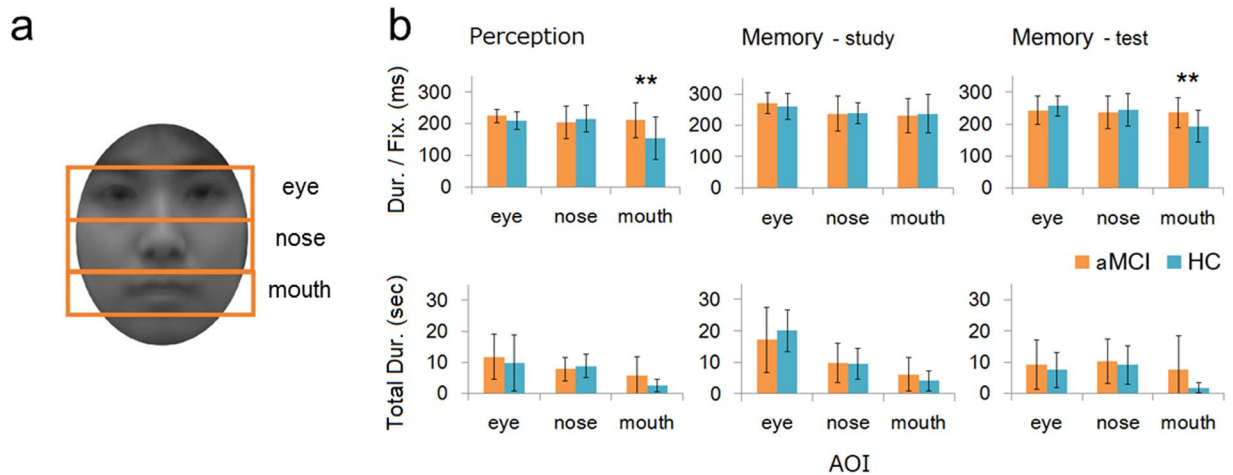 a
eye
nose
mouth
b
Perception
Memory - study
Memory - test
Dur. / Fix. (ms)
300
200
100
0
**
eye nose mouth
300
200
100
0
eye nose mouth
300
200
100
0
**
eye nose mouth
aMCI HC
Total Dur. (sec)
30
20
10
0
eye nose mouth
30
20
10
0
eye nose mouth
30
20
10
0
eye nose mouth
AOI